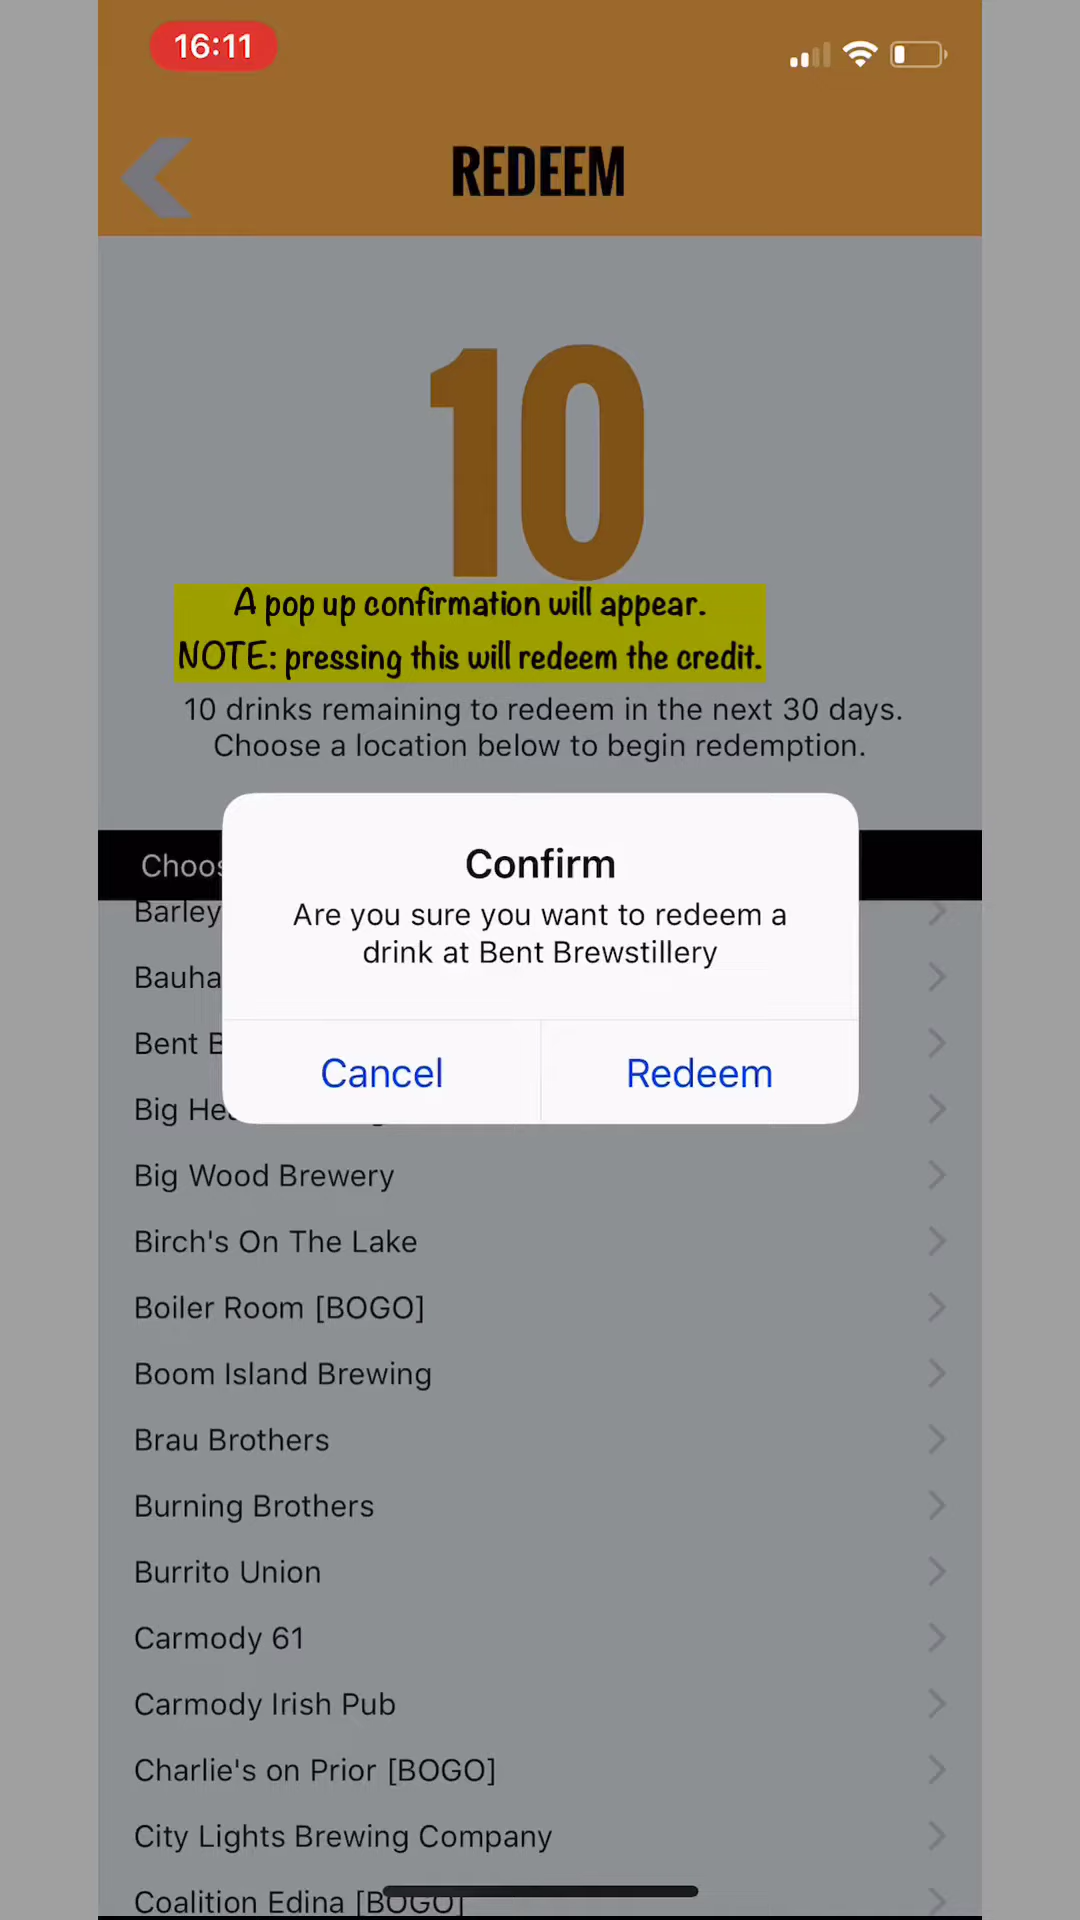 16:11
REDEEM
10
A pop up confirmation will appear.
NOTE: pressing this will redeem the credit.
10 drinks remaining to redeem in the next 30 days.
Choose a location below to begin redemption.
Choos
Confirm
Are you sure you want to redeem a
drink at Bent Brewstillery
Cancel
Redeem
Barley
Bauha
Bent B
Big He
Big Wood Brewery
Birch's On The Lake
Boiler Room [BOGO]
Boom Island Brewing
Brau Brothers
Burning Brothers
Burrito Union
Carmody 61
Carmody Irish Pub
Charlie's on Prior [BOGO]
City Lights Brewing Company
Coalition Edina [BOGO]